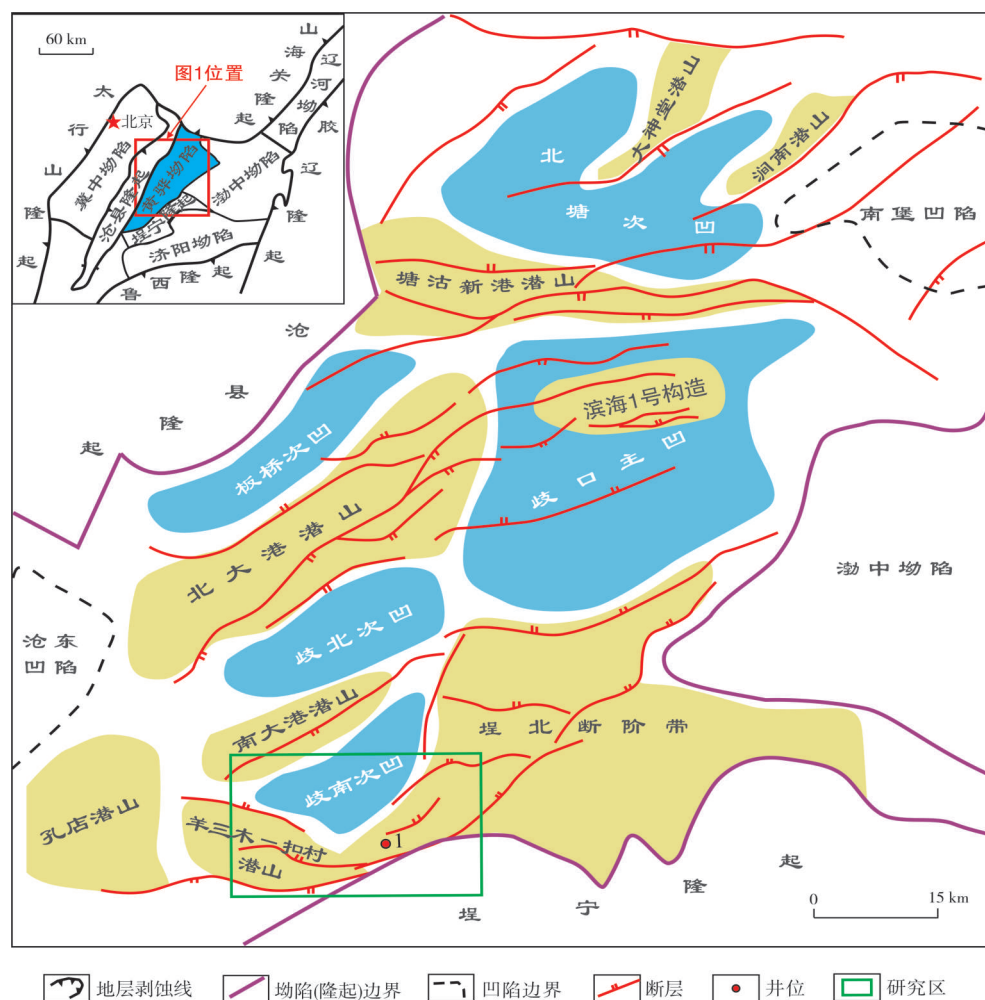 60 km
图1位置
北京
太行山隆起
冀中坳陷
沧县隆起
黄骅坳陷
埕宁隆起
渤中坳陷
济阳坳陷
鲁西隆起
山海关隆起
辽河坳陷
胶辽隆起
大神堂潜山
涧南潜山
北塘次凹
南堡凹陷
塘沽新港潜山
沧县隆起
滨海1号构造
板桥次凹
歧口主凹
北大港潜山
渤中坳陷
沧东
凹陷
歧北次凹
南大港潜山
埕北断阶带
歧南次凹
孔店潜山
羊三木—扣村
潜山
1
埕宁隆起
0 15 km
地层剥蚀线 坳陷(隆起)边界 凹陷边界 断层 井位 研究区